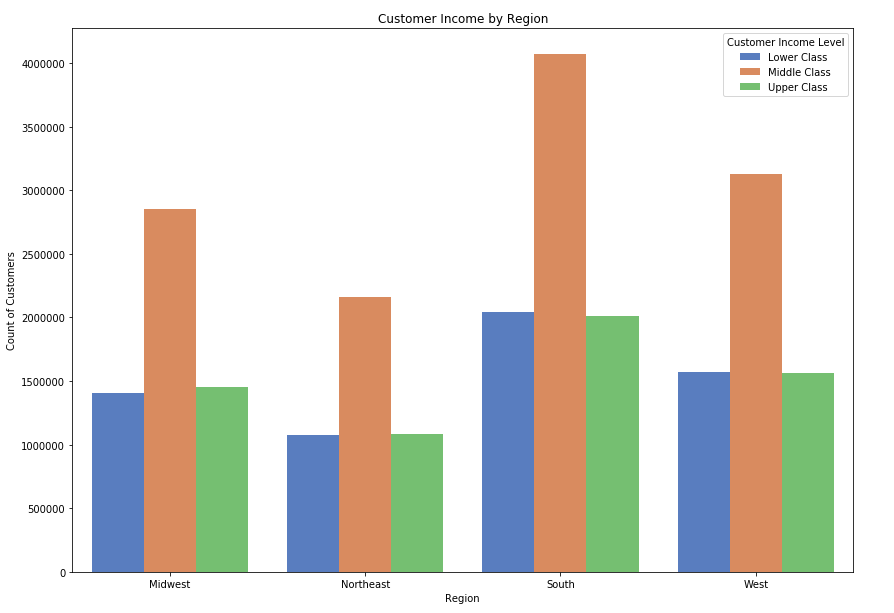 Customer Income by Region
Customer Income Level
Lower Class
Middle Class
Upper Class
Count of Customers
4000000
3500000
3000000
2500000
2000000
1500000
1000000
500000
0
Midwest Northeast South West
Region